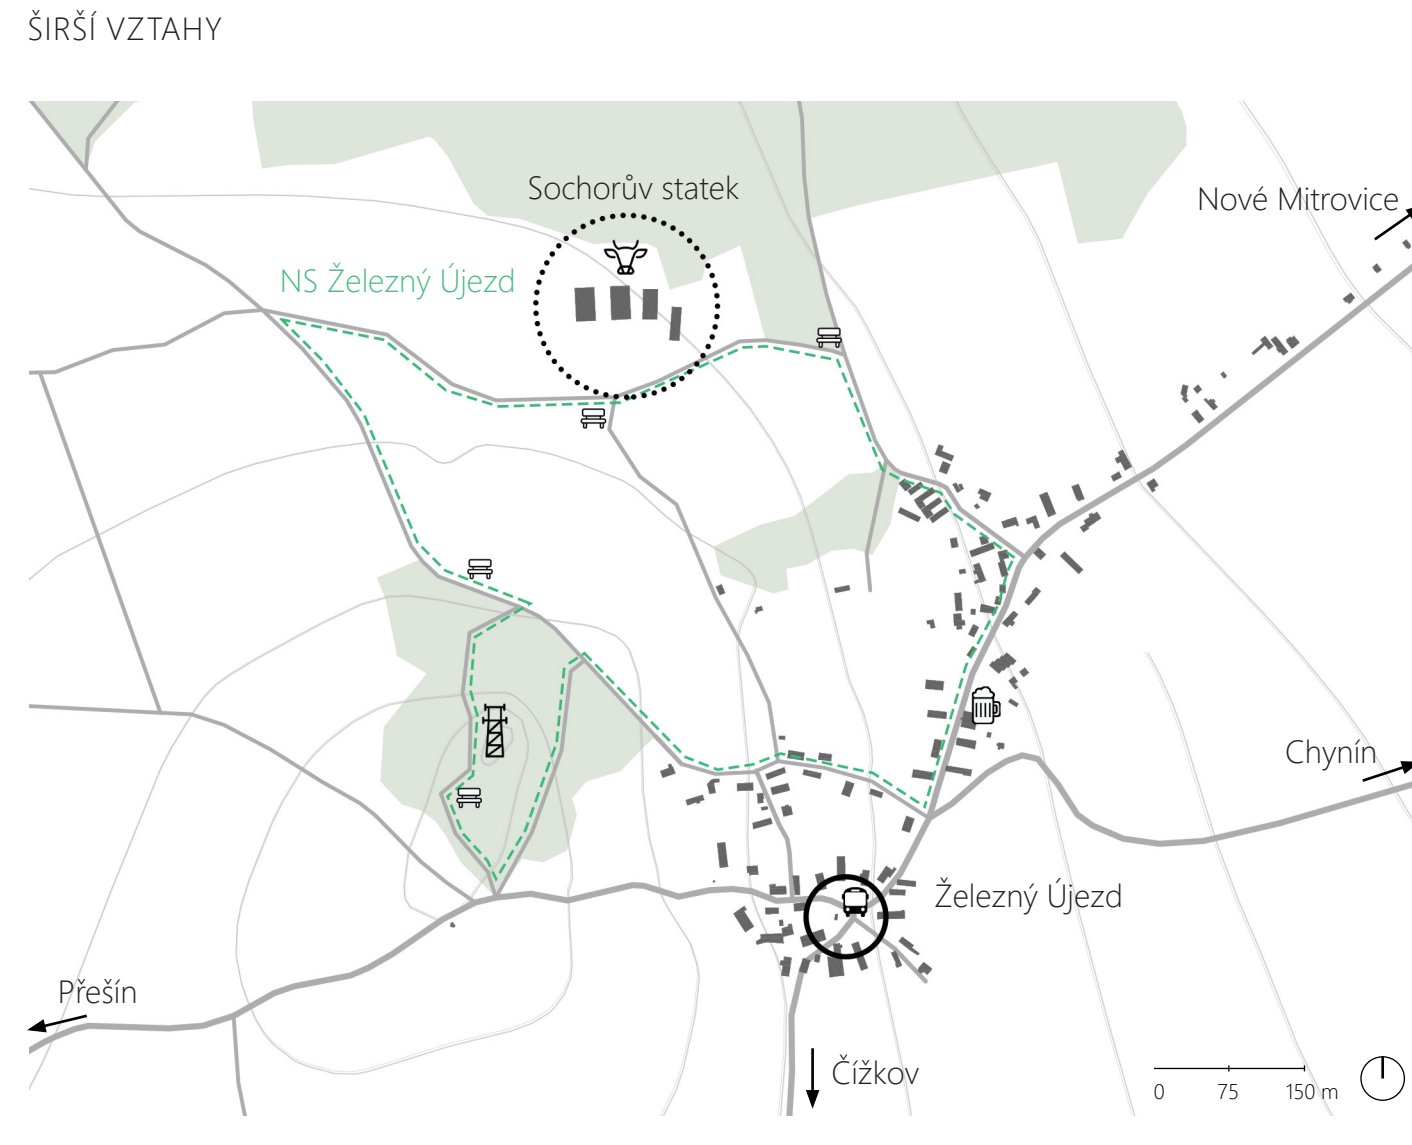 ŠIRŠÍ VZTAHY
Sochorův statek
Nové Mitrovice
NS Železný Újezd
Chynín
Železný Újezd
Přešín
Čížkov
0 75 150 m